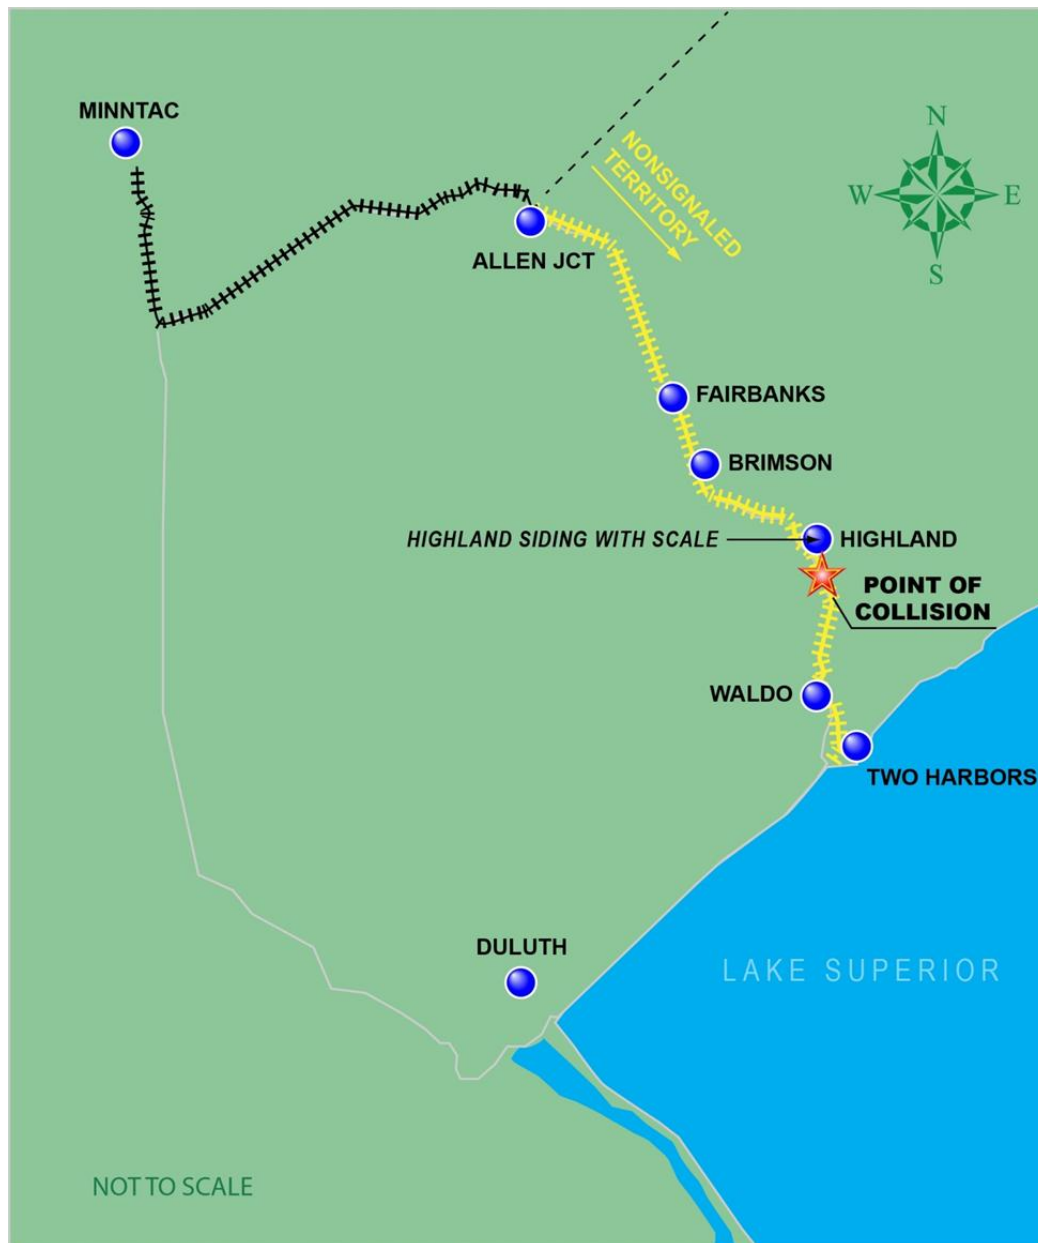 MINNTAC
NONSIGNALED
TERRITORY
N
W
E
S
ALLEN JCT
FAIRBANKS
BRIMSON
HIGHLAND SIDING WITH SCALE
HIGHLAND
POINT OF
COLLISION
WALDO
TWO HARBORS
DULUTH
LAKE SUPERIOR
NOT TO SCALE